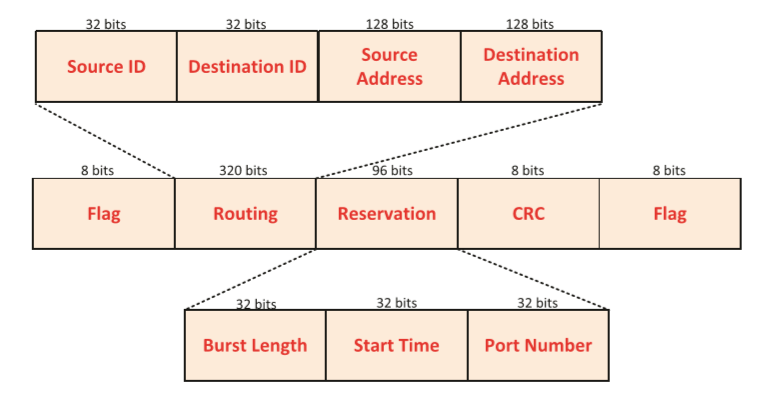 32 bits 32 bits 128 bits 128 bits
Source ID Destination ID Source Address Destination Address
8 bits 320 bits 96 bits 8 bits 8 bits
Flag Routing Reservation CRC Flag
32 bits 32 bits 32 bits
Burst Length Start Time Port Number